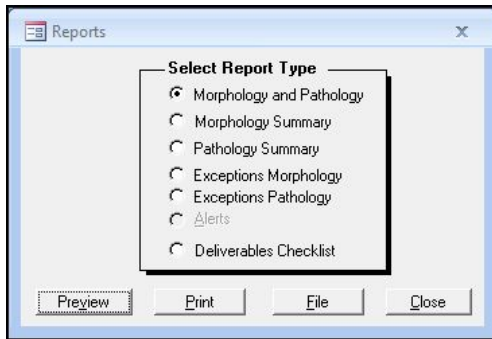 Reports
Select Report Type
Morphology and Pathology
Morphology Summary
Pathology Summary
Exceptions Morphology
Exceptions Pathology
Alerts
Deliverables Checklist
Preview Print File Close